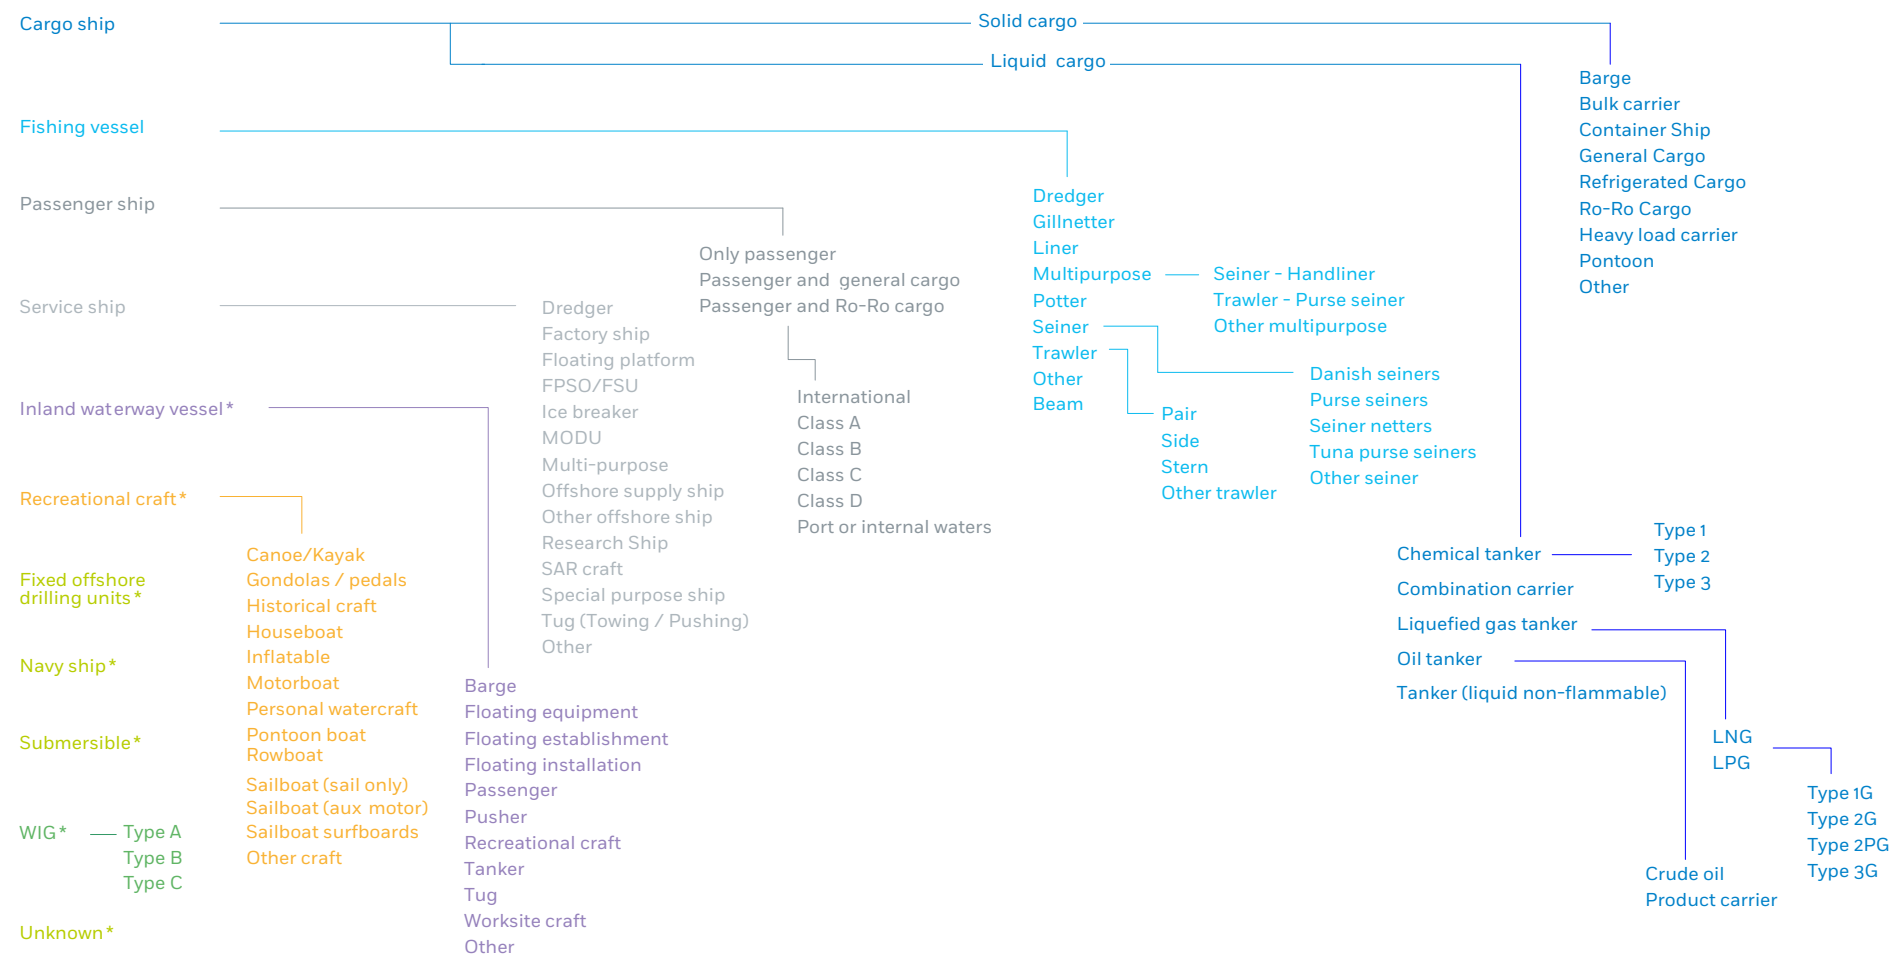 Cargo ship
Solid cargo
Liquid cargo
Barge
Bulk carrier
Container Ship
General Cargo
Refrigerated Cargo
Ro-Ro Cargo
Heavy load carrier
Pontoon
Other
Chemical tanker
Type 1
Type 2
Type 3
Combination carrier
Liquefied gas tanker
Oil tanker
Tanker (liquid non-flammable)
LNG
LPG
Type 1G
Type 2G
Type 2PG
Type 3G
Crude oil
Product carrier
Fishing vessel
Dredger
Gillnetter
Liner
Multipurpose
Potter
Seiner
Trawler
Other
Beam
Seiner - Handliner
Trawler - Purse seiner
Other multipurpose
Danish seiners
Purse seiners
Seiner netters
Tuna purse seiners
Other seiner
Pair
Side
Stern
Other trawler
Passenger ship
Only passenger
Passenger and general cargo
Passenger and Ro-Ro cargo
International
Class A
Class B
Class C
Class D
Port or internal waters
Service ship
Dredger
Factory ship
Floating platform
FPSO/FSU
Ice breaker
MODU
Multi-purpose
Offshore supply ship
Other offshore ship
Research Ship
SAR craft
Special purpose ship
Tug (Towing / Pushing)
Other
Inland waterway vessel*
Barge
Floating equipment
Floating establishment
Floating installation
Passenger
Pusher
Recreational craft
Tanker
Tug
Worksite craft
Other
Recreational craft*
Canoe/Kayak
Gondolas / pedals
Historical craft
Houseboat
Inflatable
Motorboat
Personal watercraft
Pontoon boat
Rowboat
Sailboat (sail only)
Sailboat (aux motor)
Sailboat surfboards
Other craft
Fixed offshore
drilling units*
Navy ship*
Submersible*
WIG*
Type A
Type B
Type C
Unknown*